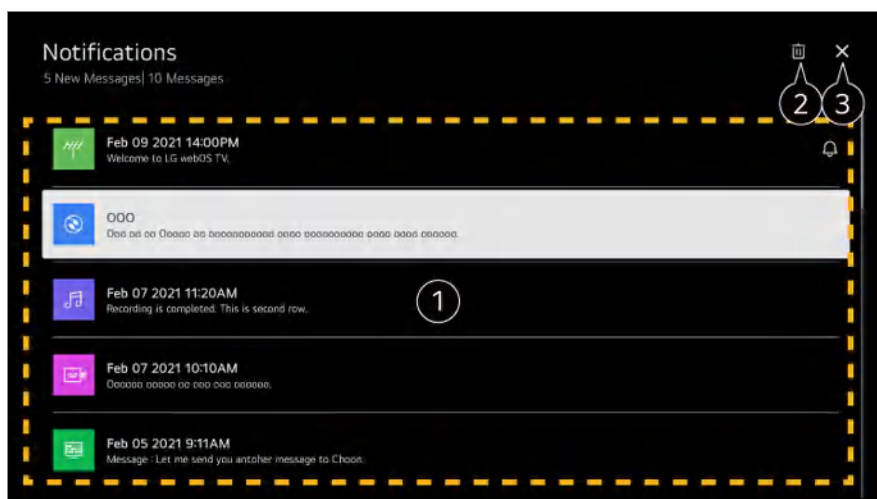 Notifications
5 New Messages| 10 Messages
2 3
Feb 09 2021 14:00PM
Welcome to LG webOS TV.
OOO
Ooo oo oo Ooooo oo ooooooooooo oooo oooooooooo oooo oooo oooooo.
Feb 07 2021 11:20AM
Recording is completed. This is second row.
1
Feb 07 2021 10:10AM
Oooooo ooooo oo ooo ooo oooooo.
Feb 05 2021 9:11AM
Message : Let me send you antoher message to Choon.